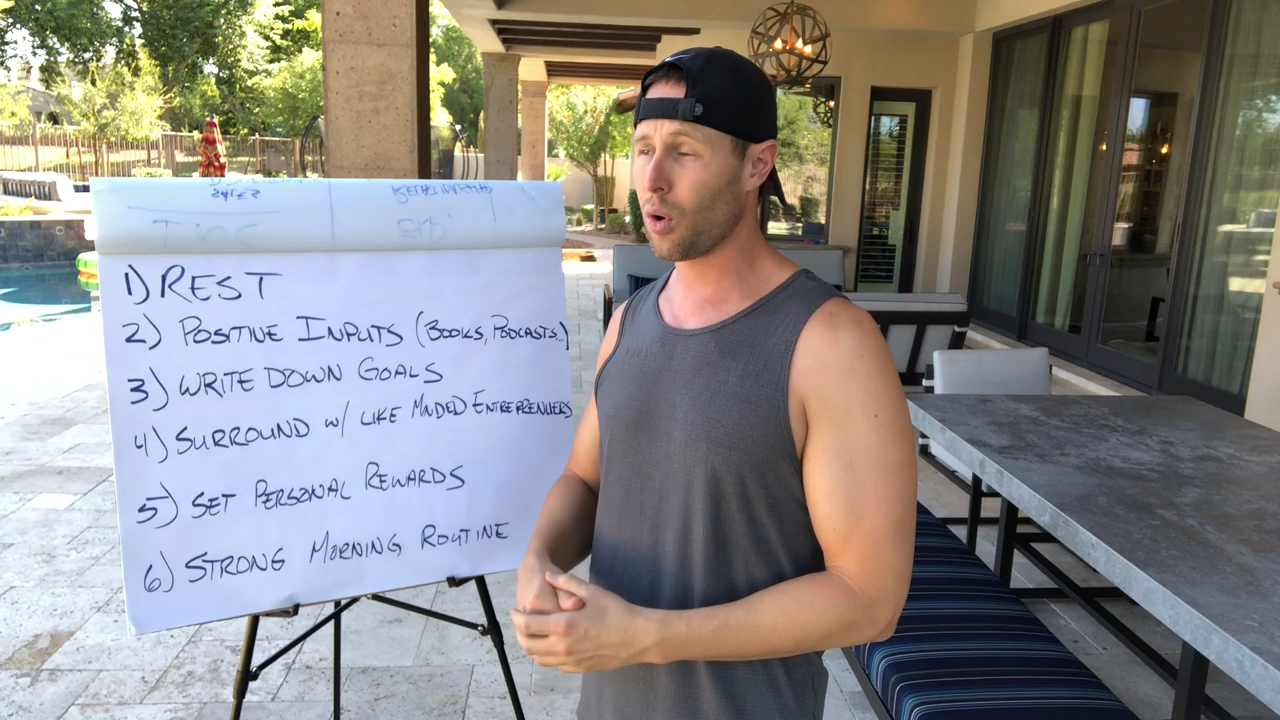 1) REST
2) POSITIVE INPUTS (BOOKS, PODCASTS..)
3) WRITE DOWN GOALS
4) SURROUND W/ LIKE MINDED ENTREPRENUERS
5) SET PERSONAL REWARDS
6) STRONG MORNING ROUTINE